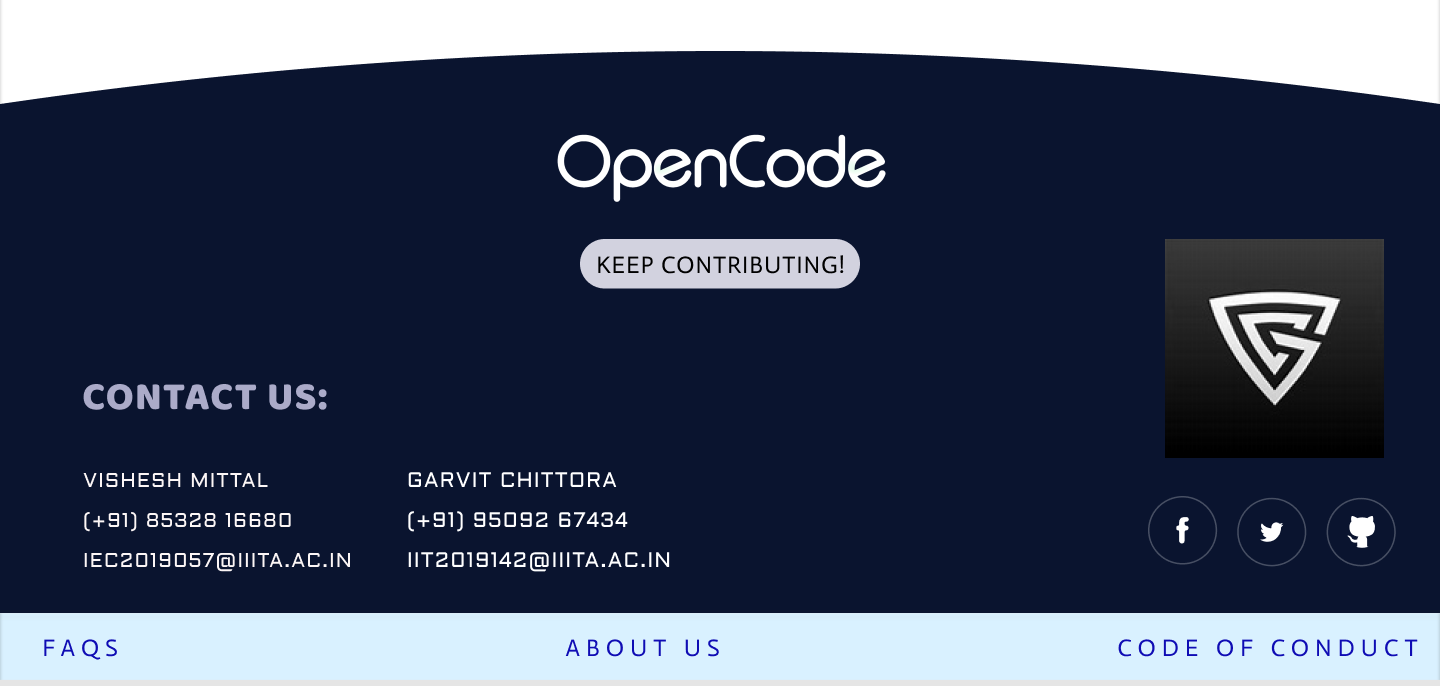 OpenCode
KEEP CONTRIBUTING!
CONTACT US:
VISHESH MITTAL
(+91) 85328 16680
IEC2019057@IIITA.AC.IN
GARVIT CHITTORA
(+91) 95092 67434
IIT2019142@IIITA.AC.IN
FAQS
ABOUT US
CODE OF CONDUCT